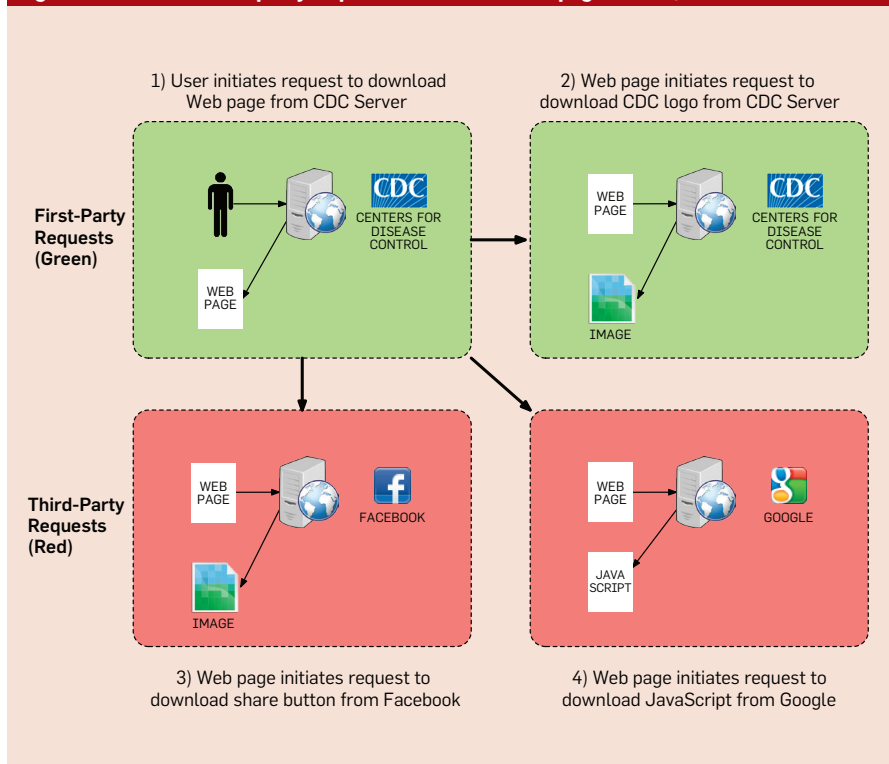 1) User initiates request to download
Web page from CDC Server
2) Web page initiates request to
download CDC logo from CDC Server
First-Party
Requests
(Green)
WEB
PAGE
CDC
CENTERS FOR
DISEASE
CONTROL
WEB
PAGE
CDC
CENTERS FOR
DISEASE
CONTROL
IMAGE
Third-Party
Requests
(Red)
WEB
PAGE
f
FACEBOOK
IMAGE
WEB
PAGE
g
GOOGLE
JAVA
SCRIPT
3) Web page initiates request to
download share button from Facebook
4) Web page initiates request to
download JavaScript from Google